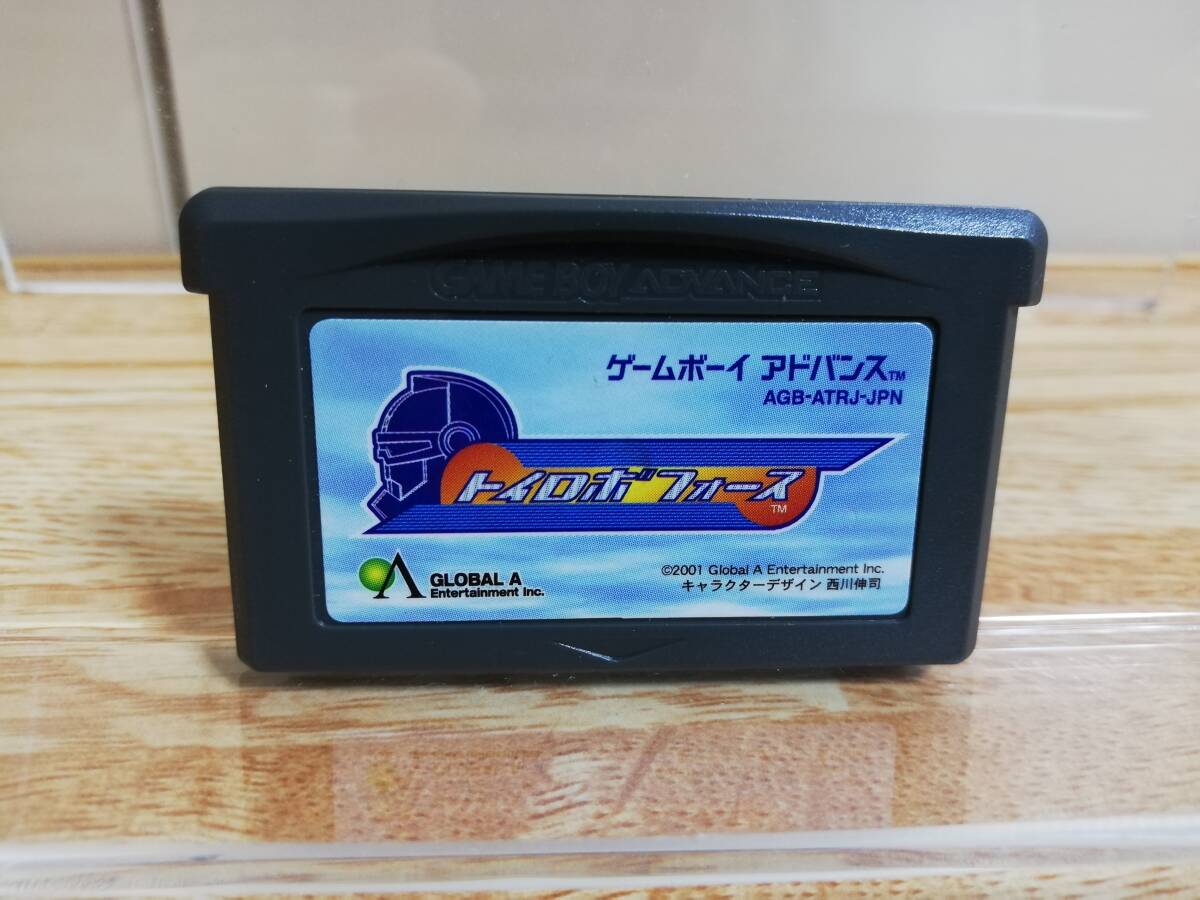 GAME BOY ADVANCE
ゲームボーイ アドバンス™
AGB-ATRJ-JPN
トイロボフォース™
GLOBAL A
Entertainment Inc.
©2001 Global A Entertainment Inc.
キャラクターデザイン 西川伸司